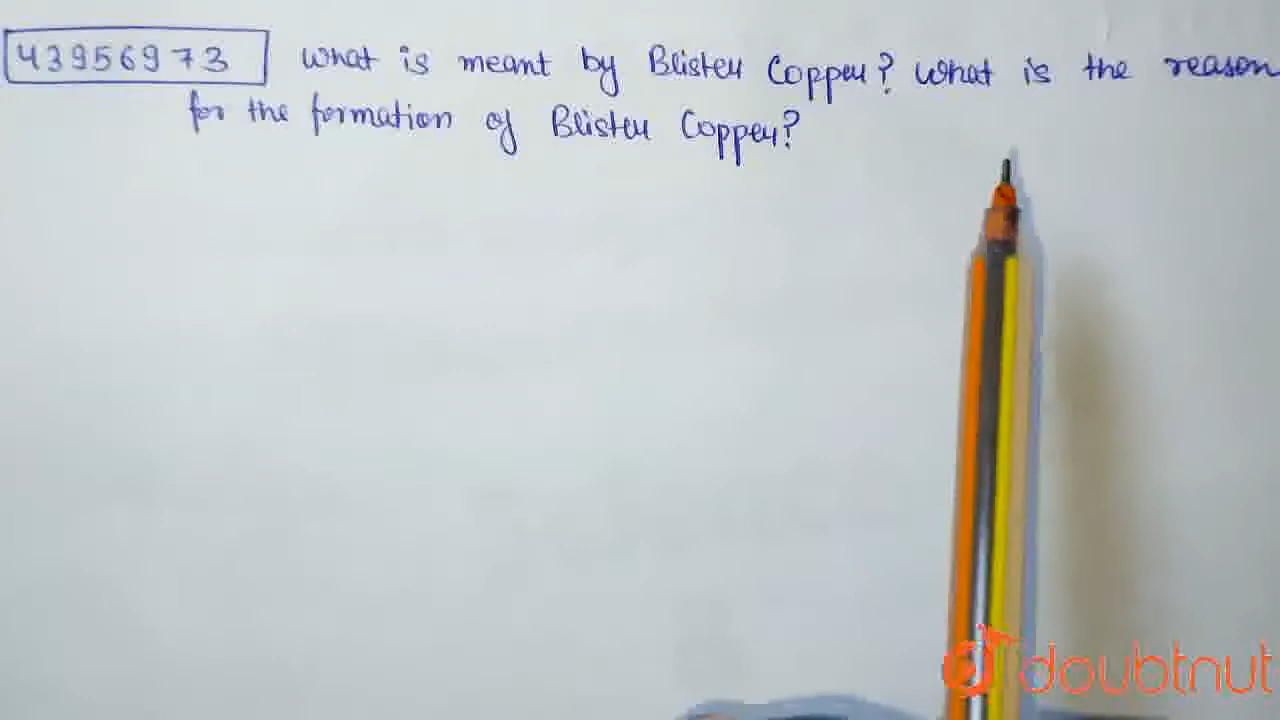 43956973 What is meant by Blister Copper? What is the reason
for the formation of Blister Copper?
doubtnut